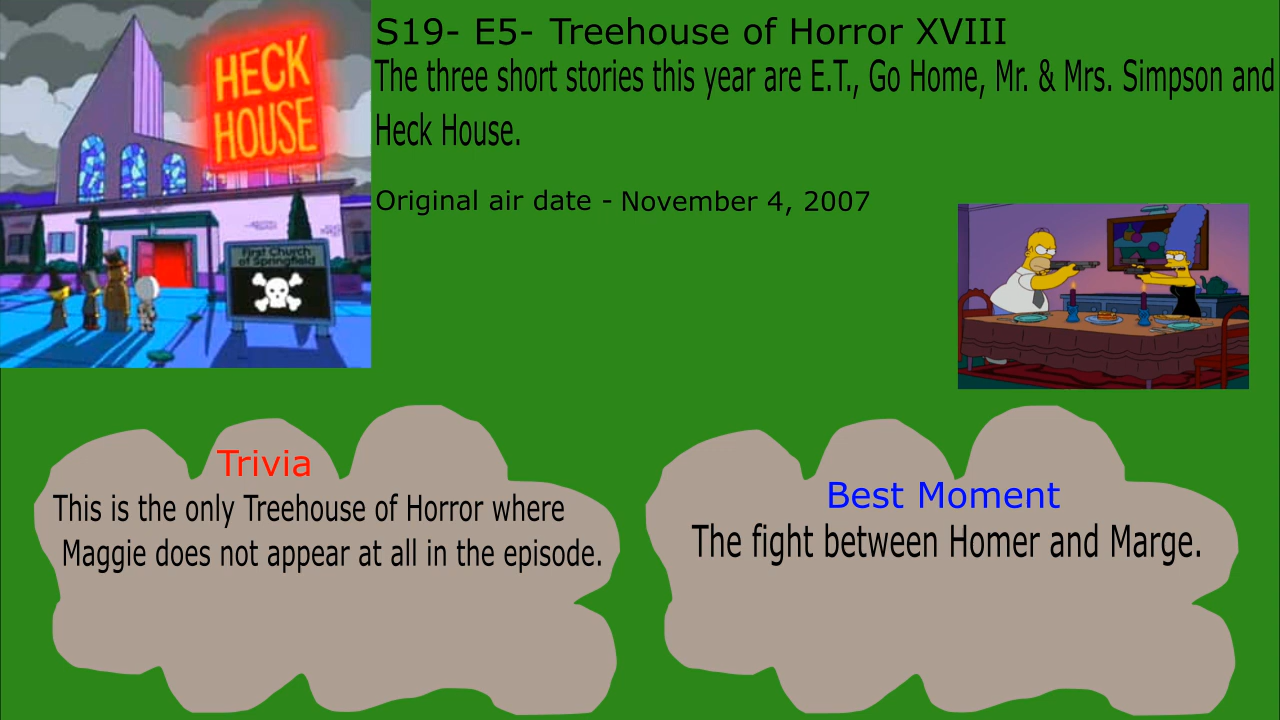 HECK
HOUSE
First Church
of Springfield
S19- E5- Treehouse of Horror XVIII
The three short stories this year are E.T., Go Home, Mr. & Mrs. Simpson and
Heck House.
Original air date - November 4, 2007
Trivia
This is the only Treehouse of Horror where
Maggie does not appear at all in the episode.
Best Moment
The fight between Homer and Marge.